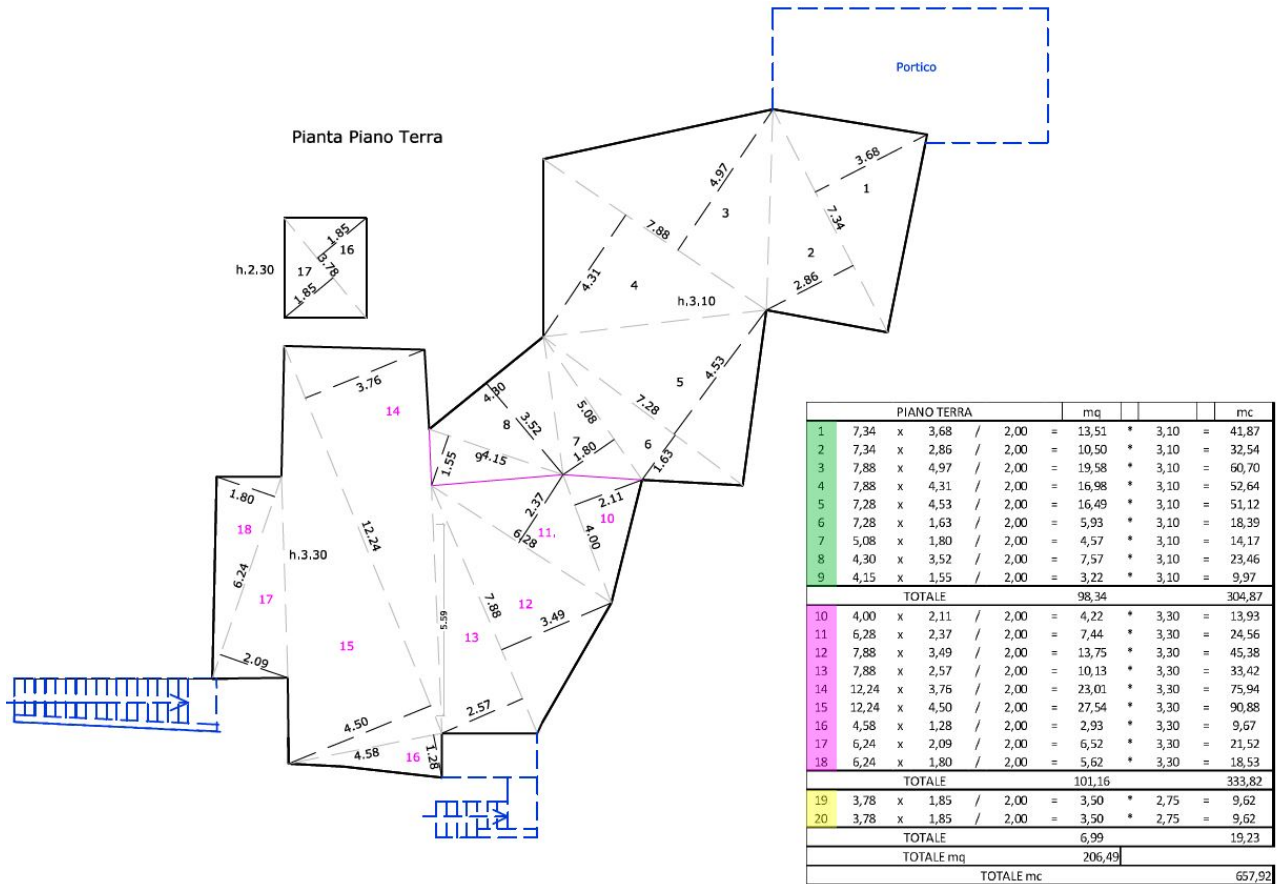 Portico
Pianta Piano Terra
3.68
1
4.97
3
7.34
7.88
2
2.86
1.85
16
h.2.30
17
3.78
1.85
4.31
4
h.3.10
3.76
14
4.53
5
7.28
4.30
5.08
3.52
8
7
6
1.80
1.63
9
4.15
1.55
1.80
18
2.37
2.11
10
11.
4.00
6.28
12.24
h.3.30
6.24
17
7.88
12
5.59
3.49
13
15
2.09
4.50
2.57
4.58
16
1.28
PIANO TERRA mq mc
1 7,34 x 3,68 / 2,00 = 13,51 * 3,10 = 41,87
2 7,34 x 2,86 / 2,00 = 10,50 * 3,10 = 32,54
3 7,88 x 4,97 / 2,00 = 19,58 * 3,10 = 60,70
4 7,88 x 4,31 / 2,00 = 16,98 * 3,10 = 52,64
5 7,28 x 4,53 / 2,00 = 16,49 * 3,10 = 51,12
6 7,28 x 1,63 / 2,00 = 5,93 * 3,10 = 18,39
7 5,08 x 1,80 / 2,00 = 4,57 * 3,10 = 14,17
8 4,30 x 3,52 / 2,00 = 7,57 * 3,10 = 23,46
9 4,15 x 1,55 / 2,00 = 3,22 * 3,10 = 9,97
TOTALE 98,34 304,87
10 4,00 x 2,11 / 2,00 = 4,22 * 3,30 = 13,93
11 6,28 x 2,37 / 2,00 = 7,44 * 3,30 = 24,56
12 7,88 x 3,49 / 2,00 = 13,75 * 3,30 = 45,38
13 7,88 x 2,57 / 2,00 = 10,13 * 3,30 = 33,42
14 12,24 x 3,76 / 2,00 = 23,01 * 3,30 = 75,94
15 12,24 x 4,50 / 2,00 = 27,54 * 3,30 = 90,88
16 4,58 x 1,28 / 2,00 = 2,93 * 3,30 = 9,67
17 6,24 x 2,09 / 2,00 = 6,52 * 3,30 = 21,52
18 6,24 x 1,80 / 2,00 = 5,62 * 3,30 = 18,53
TOTALE 101,16 333,82
19 3,78 x 1,85 / 2,00 = 3,50 * 2,75 = 9,62
20 3,78 x 1,85 / 2,00 = 3,50 * 2,75 = 9,62
TOTALE 6,99 19,23
TOTALE mq 206,49
TOTALE mc 657,92